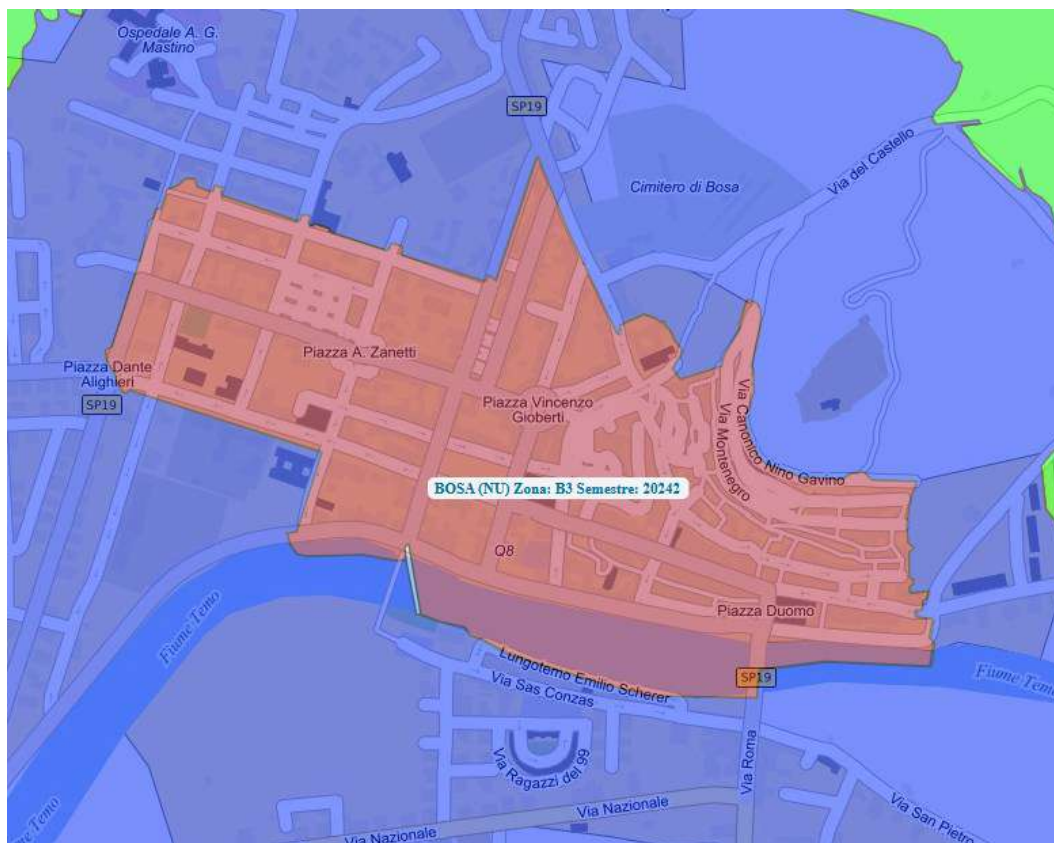 Ospedale A. G.
Mastino
SP19
Cimitero di Bosa
Via del Castello
Piazza A. Zanetti
Piazza Dante
Alighieri
SP19
Piazza Vincenzo
Gioberti
Via Canonico Nino Gavino
Via Montenegro
BOSA (NU) Zona: B3 Semestre: 20242
Q8
Piazza Duomo
Fiume Temo
Lungotemo Emilio Scherer
SP19
Fiume Temo
Via Sas Conzas
Via Ragazzi del 99
Via Roma
Via Nazionale
Via San Pietro
Via Nazionale
Fiume Temo